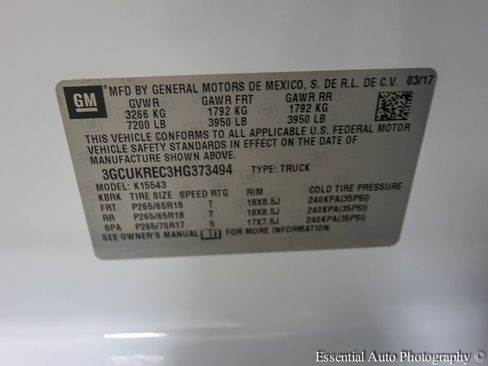 GM MFD BY GENERAL MOTORS DE MEXICO, S. DE R.L. DE C.V. 03/17
GVWR GAWR FRT GAWR RR
3266 KG 1792 KG 1792 KG
7200 LB 3950 LB 3950 LB
THIS VEHICLE CONFORMS TO ALL APPLICABLE U.S. FEDERAL MOTOR
VEHICLE SAFETY STANDARDS IN EFFECT ON THE DATE OF
MANUFACTURE SHOWN ABOVE.
3GCUKREC3HG373494 TYPE: TRUCK
MODEL: K15543
KBRK TIRE SIZE SPEED RTG RIM COLD TIRE PRESSURE
FRT P265/65R18 T 18X8.5J 240KPA(35PSI)
RR P265/65R18 T 18X8.5J 240KPA(35PSI)
SPA P265/70R17 S 17X7.5J 240KPA(35PSI)
SEE OWNER'S MANUAL FOR MORE INFORMATION.
Essential Auto Photography ©